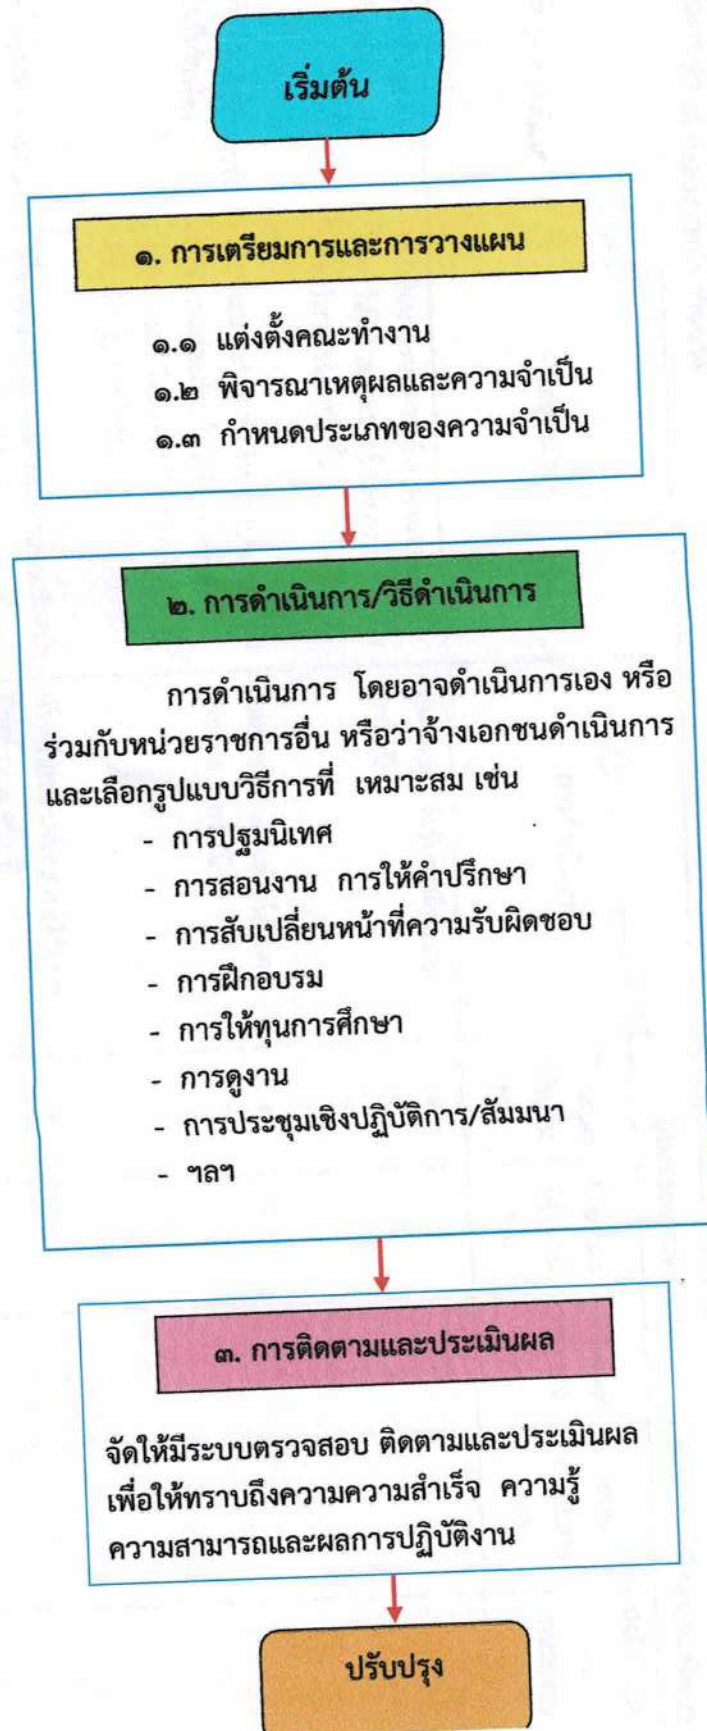 เริ่มต้น
๑. การเตรียมการและการวางแผน
๑.๑ แต่งตั้งคณะทำงาน
๑.๒ พิจารณาเหตุผลและความจำเป็น
๑.๓ กำหนดประเภทของความจำเป็น
๒. การดำเนินการ/วิธีดำเนินการ
การดำเนินการ โดยอาจดำเนินการเอง หรือ
ร่วมกับหน่วยราชการอื่น หรือว่าจ้างเอกชนดำเนินการ
และเลือกรูปแบบวิธีการที่ เหมาะสม เช่น
- การปฐมนิเทศ
- การสอนงาน การให้คำปรึกษา
- การสับเปลี่ยนหน้าที่ความรับผิดชอบ
- การฝึกอบรม
- การให้ทุนการศึกษา
- การดูงาน
- การประชุมเชิงปฏิบัติการ/สัมมนา
- ฯลฯ
๓. การติดตามและประเมินผล
จัดให้มีระบบตรวจสอบ ติดตามและประเมินผล
เพื่อให้ทราบถึงความความสำเร็จ ความรู้
ความสามารถและผลการปฏิบัติงาน
ปรับปรุง